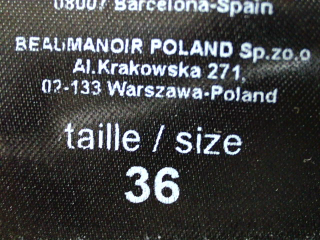 08007 Barcelona-Spain
BEAUMANOIR POLAND Sp.zo.o
Al.Krakowska 271,
02-133 Warszawa-Poland
taille / size
36